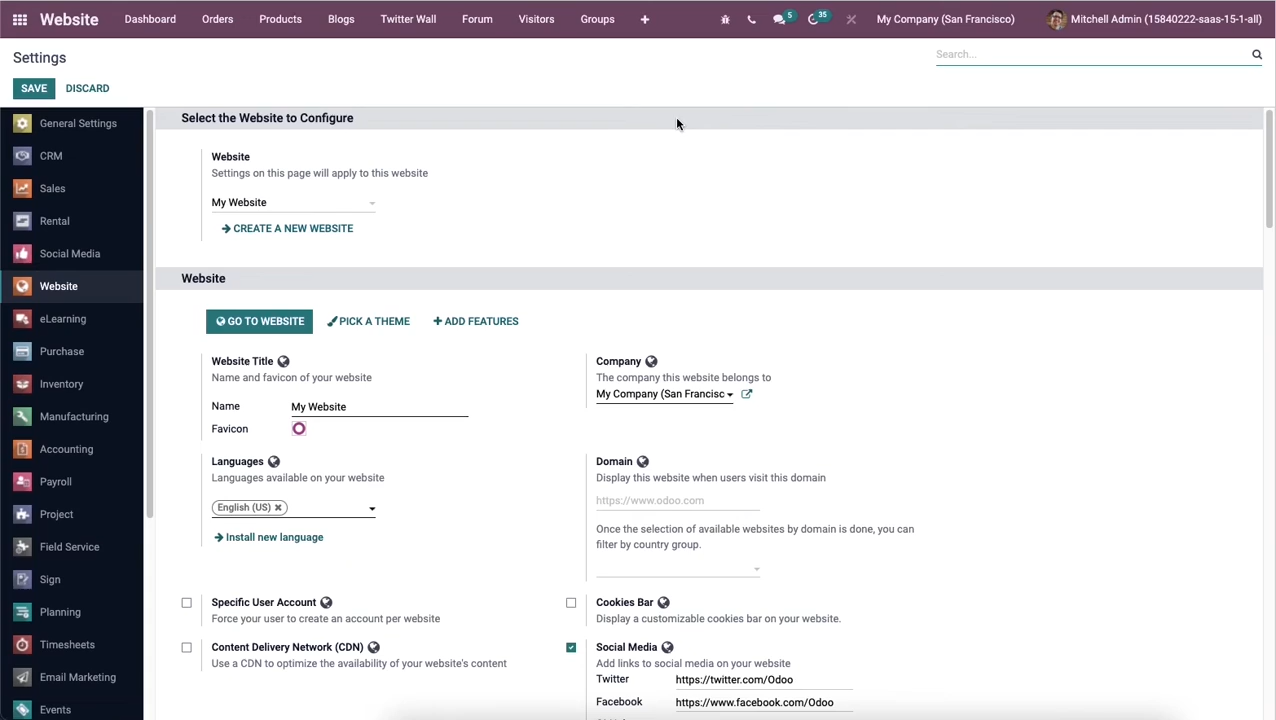 Website Dashboard Orders Products Blogs Twitter Wall Forum Visitors Groups 5 35 My Company (San Francisco) Mitchell Admin (15840222-saas-15-1-all)
Settings
Search...
SAVE DISCARD
General Settings
CRM
Sales
Rental
Social Media
Website
eLearning
Purchase
Inventory
Manufacturing
Accounting
Payroll
Project
Field Service
Sign
Planning
Timesheets
Email Marketing
Events
Select the Website to Configure
Website
Settings on this page will apply to this website
My Website
CREATE A NEW WEBSITE
Website
GO TO WEBSITE PICK A THEME ADD FEATURES
Website Title
Name and favicon of your website
Name My Website
Favicon
Company
The company this website belongs to
My Company (San Francisc
Languages
Languages available on your website
English (US)
Install new language
Domain
Display this website when users visit this domain
https://www.odoo.com
Once the selection of available websites by domain is done, you can
filter by country group.
Specific User Account
Force your user to create an account per website
Cookies Bar
Display a customizable cookies bar on your website.
Content Delivery Network (CDN)
Use a CDN to optimize the availability of your website's content
Social Media
Add links to social media on your website
Twitter https://twitter.com/Odoo
Facebook https://www.facebook.com/Odoo